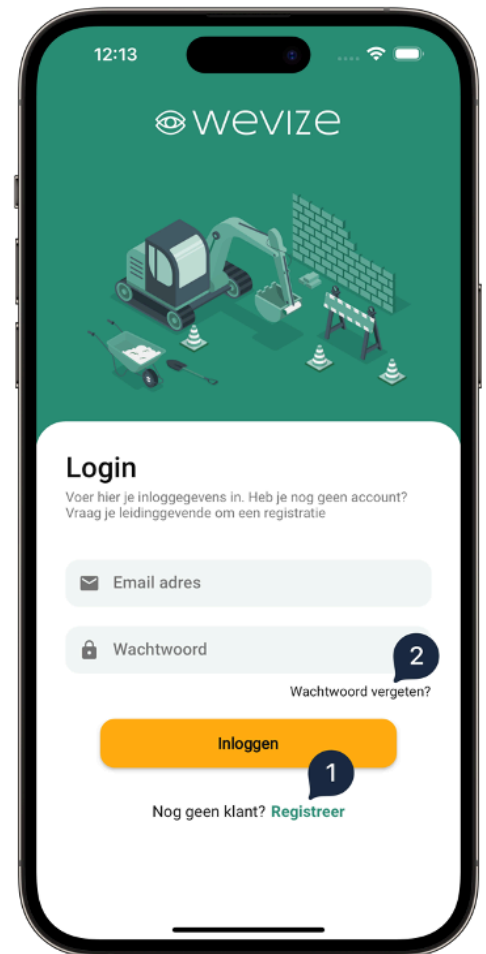 12:13
wevize
Login
Voer hier je inloggegevens in. Heb je nog geen account?
Vraag je leidinggevende om een registratie
Email adres
Wachtwoord
2
Wachtwoord vergeten?
Inloggen
1
Nog geen klant? Registreer